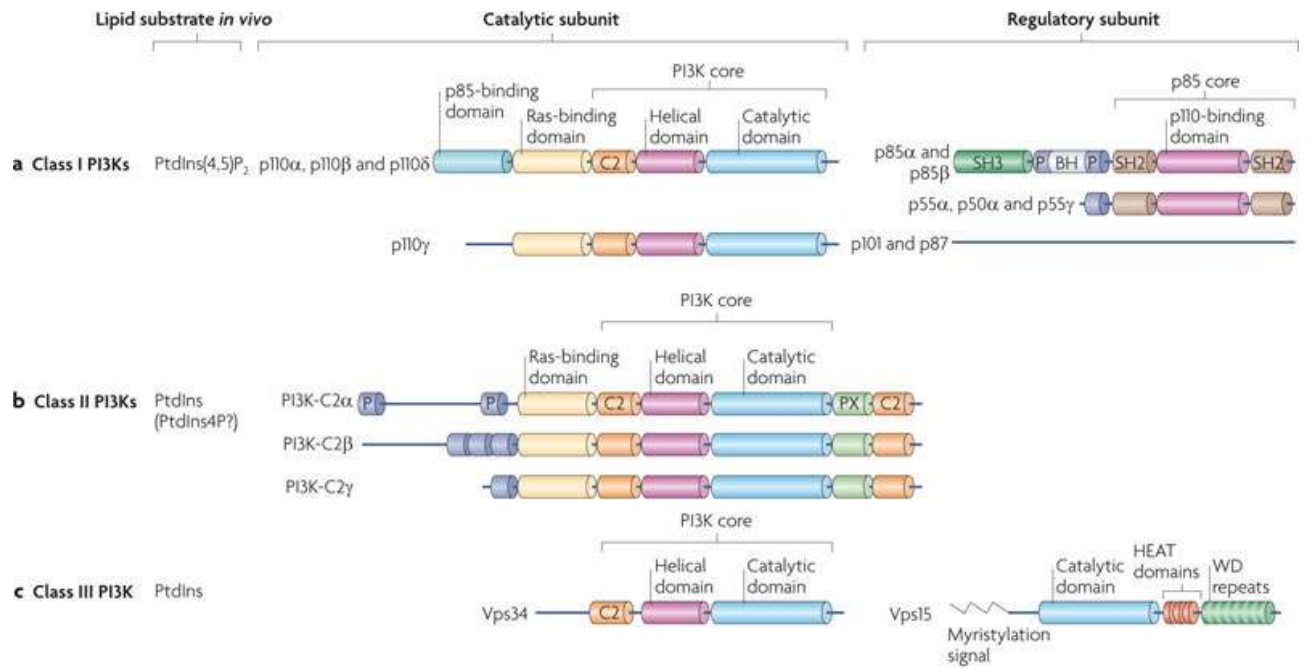 Lipid substrate in vivo
Catalytic subunit
Regulatory subunit
PI3K core
p85 core
p85-binding domain
Ras-binding domain
Helical domain
Catalytic domain
p110-binding domain
a Class I PI3Ks
PtdIns(4,5)P2
p110α, p110β and p110δ
C2
p85α and p85β
SH3
P
BH
P
SH2
SH2
p55α, p50α and p55γ
p110γ
p101 and p87
PI3K core
Ras-binding domain
Helical domain
Catalytic domain
b Class II PI3Ks
PtdIns
(PtdIns4P?)
PI3K-C2α
P
P
C2
PX
C2
PI3K-C2β
PI3K-C2γ
PI3K core
Helical domain
Catalytic domain
c Class III PI3K
PtdIns
Vps34
C2
Catalytic domain
HEAT domains
WD repeats
Vps15
Myristylation signal